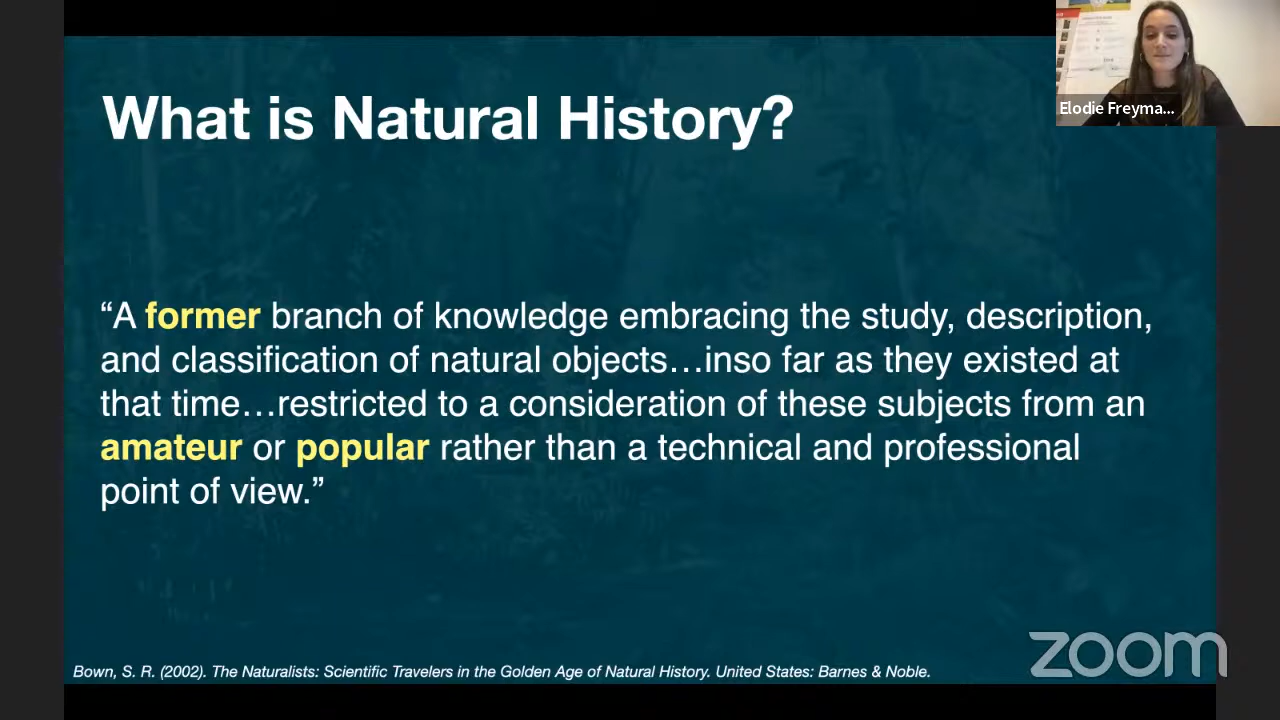 What is Natural History?
Elodie Freyma...
“A former branch of knowledge embracing the study, description,
and classification of natural objects…inso far as they existed at
that time…restricted to a consideration of these subjects from an
amateur or popular rather than a technical and professional
point of view.”
Bown, S. R. (2002). The Naturalists: Scientific Travelers in the Golden Age of Natural History. United States: Barnes & Noble.
zoom